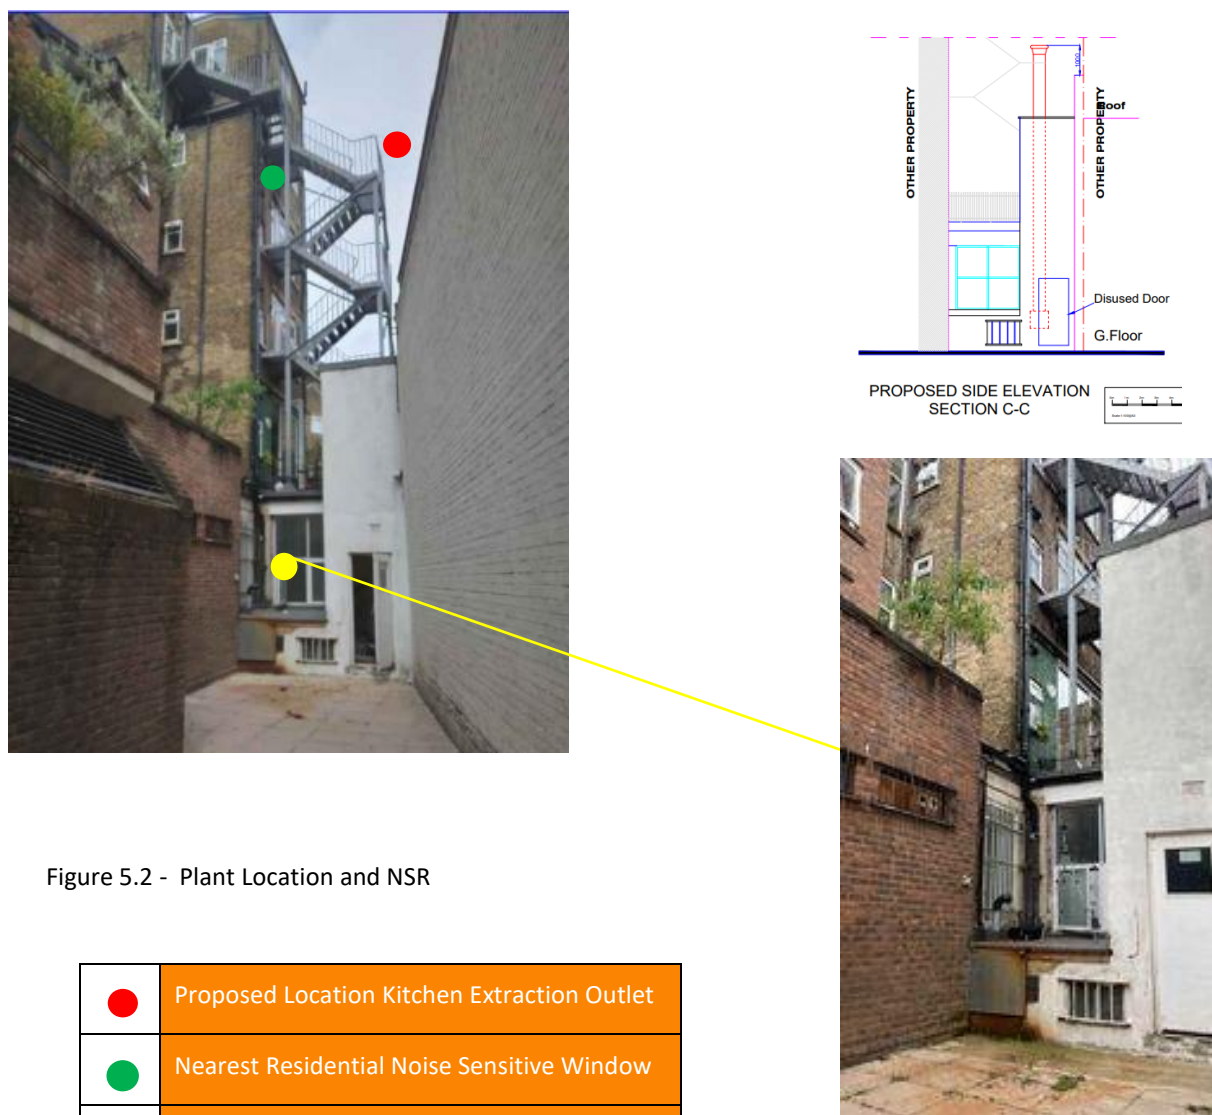 OTHER PROPERTY
OTHER PROPERTY
1000
Roof
Disused Door
G.Floor
PROPOSED SIDE ELEVATION
SECTION C-C
Figure 5.2 - Plant Location and NSR
Proposed Location Kitchen Extraction Outlet
Nearest Residential Noise Sensitive Window